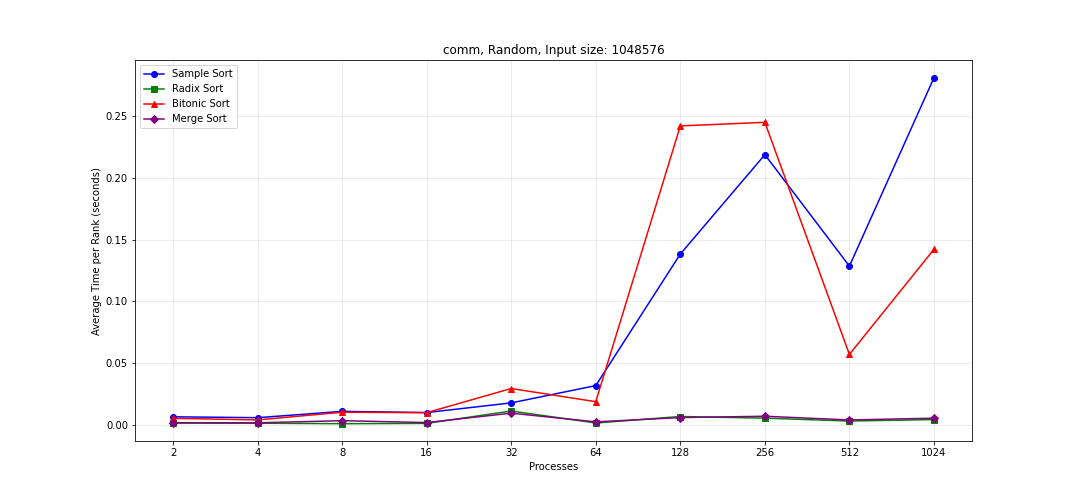 comm, Random, Input size: 1048576
Sample Sort
Radix Sort
Bitonic Sort
Merge Sort
Average Time per Rank (seconds)
0.25
0.20
0.15
0.10
0.05
0.00
2 4 8 16 32 64 128 256 512 1024
Processes